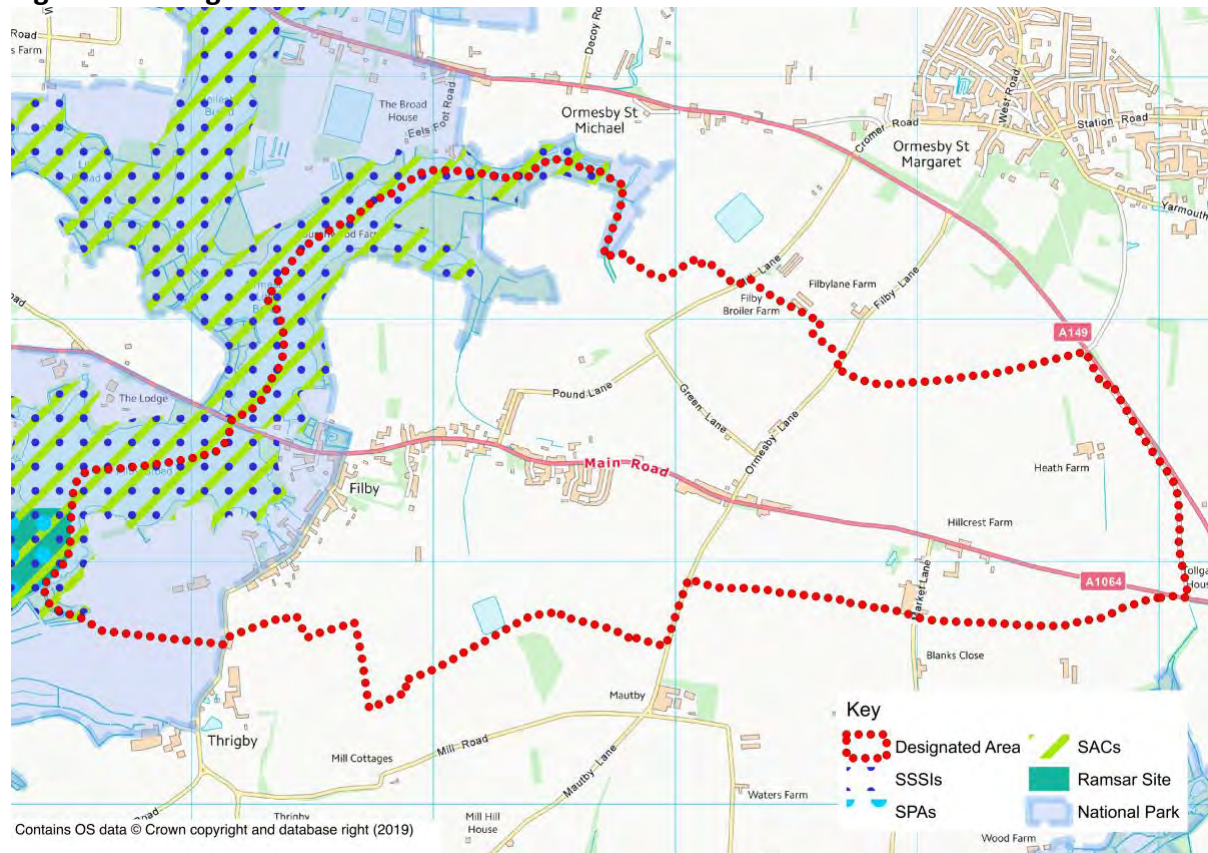 Road
s Farm
Decoy Ro
The Broad
House
Eels Foot Road
Ormesby St
Michael
Cromer Road
West Road
Station Road
Ormesby St
Margaret
Yarmouth
Filby
Broiler Farm
Lane
Filbylane Farm
Filby Lane
A149
The Lodge
Pound Lane
Green Lane
Ormesby Lane
Main Road
Heath Farm
Filby
Hillcrest Farm
Market Lane
A1064
Tollga
Hous
Blanks Close
Mautby
Thrigby
Mill Cottages
Mill Road
Mautby Lane
Waters Farm
Mill Hill
House
Wood Farm
Key
Designated Area
SSSIs
SPAs
SACs
Ramsar Site
National Park
Contains OS data © Crown copyright and database right (2019)